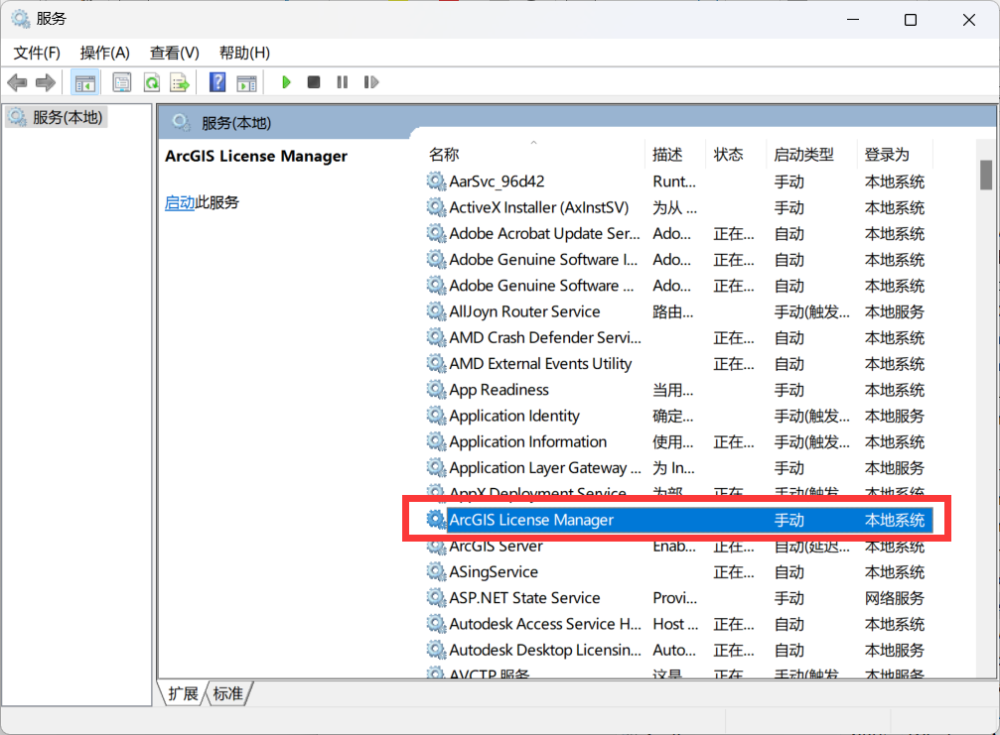 服务
文件(F) 操作(A) 查看(V) 帮助(H)
服务(本地)
服务(本地)
ArcGIS License Manager
启动此服务
名称 描述 状态 启动类型 登录为
AarSvc_96d42 Runt... 手动 本地系统
ActiveX Installer (AxInstSV) 为从 ... 手动 本地系统
Adobe Acrobat Update Ser... Ado... 正在... 自动 本地系统
Adobe Genuine Software I... Ado... 正在... 自动 本地系统
Adobe Genuine Software ... Ado... 正在... 自动 本地系统
AllJoyn Router Service 路由... 手动(触发... 本地服务
AMD Crash Defender Servi... 正在... 自动 本地系统
AMD External Events Utility 正在... 自动 本地系统
App Readiness 当用... 手动 本地系统
Application Identity 确定... 手动(触发... 本地服务
Application Information 使用... 正在... 手动(触发... 本地系统
Application Layer Gateway ... 为 In... 手动 本地服务
AppX Deployment Service 为部 正在 手动(触发 本地系统
ArcGIS License Manager 手动 本地系统
ArcGIS Server Enab... 正在... 自动(延迟... 本地系统
ASingService 正在... 自动 本地系统
ASP.NET State Service Provi... 手动 网络服务
Autodesk Access Service H... Host ... 正在... 自动 本地系统
Autodesk Desktop Licensin... Auto... 正在... 自动 本地服务
AVCTP 服务 这是 正在 手动(触发 本地服务
扩展 标准